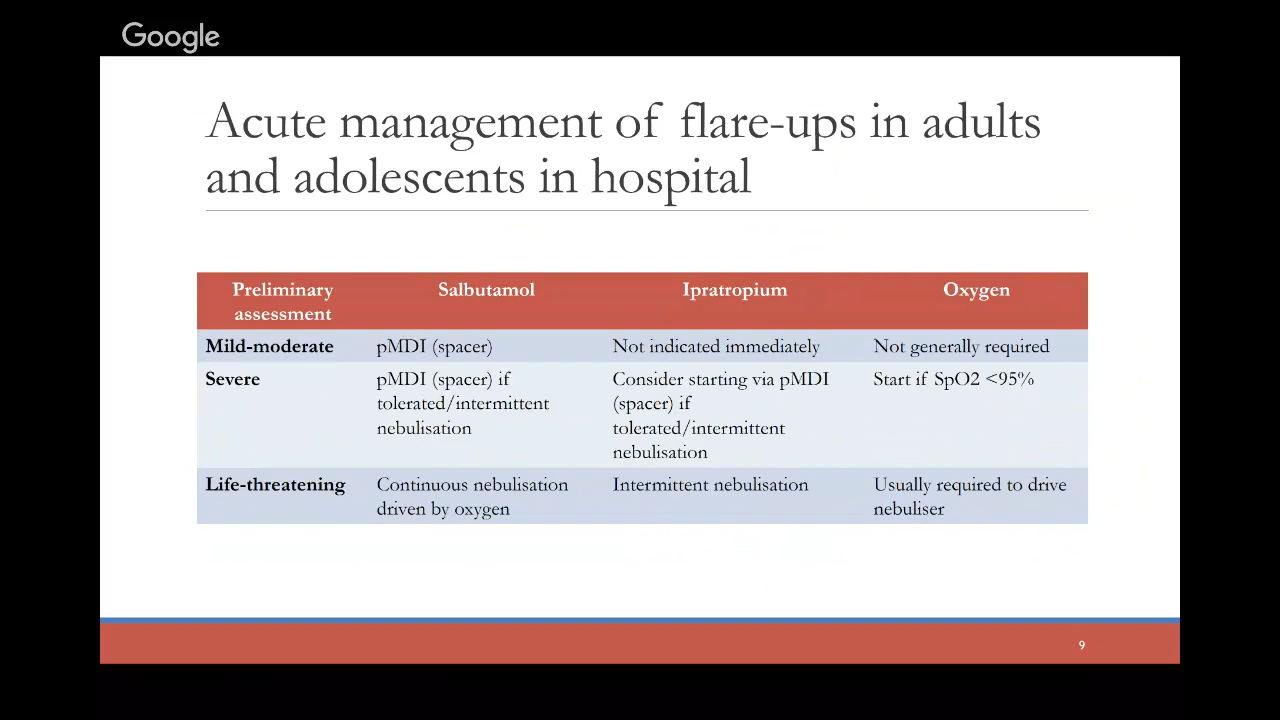 Google
Acute management of flare-ups in adults
and adolescents in hospital
Preliminary
assessment
Salbutamol
Ipratropium
Oxygen
Mild-moderate
pMDI (spacer)
Not indicated immediately
Not generally required
Severe
pMDI (spacer) if
tolerated/intermittent
nebulisation
Consider starting via pMDI
(spacer) if
tolerated/intermittent
nebulisation
Start if SpO2 <95%
Life-threatening
Continuous nebulisation
driven by oxygen
Intermittent nebulisation
Usually required to drive
nebuliser
9